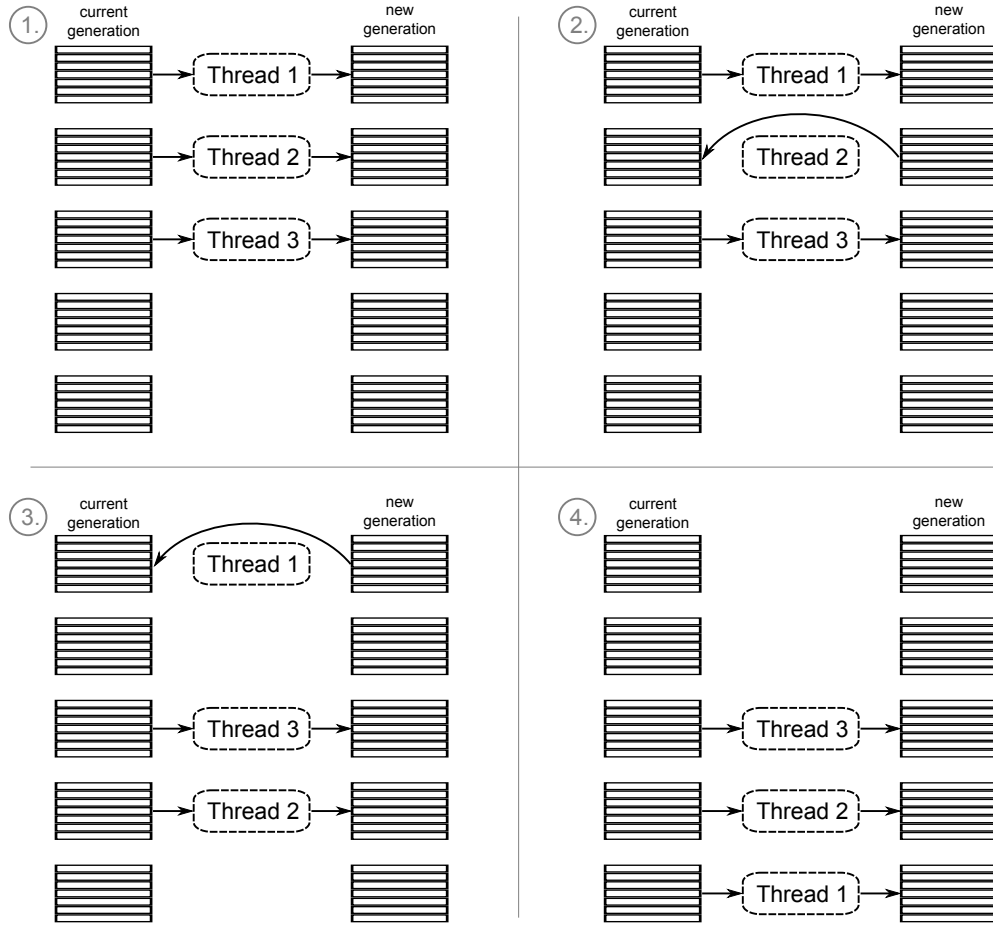 1.
current
generation
new
generation
Thread 1
Thread 2
Thread 3
2.
current
generation
new
generation
Thread 1
Thread 2
Thread 3
3.
current
generation
new
generation
Thread 1
Thread 3
Thread 2
4.
current
generation
new
generation
Thread 3
Thread 2
Thread 1